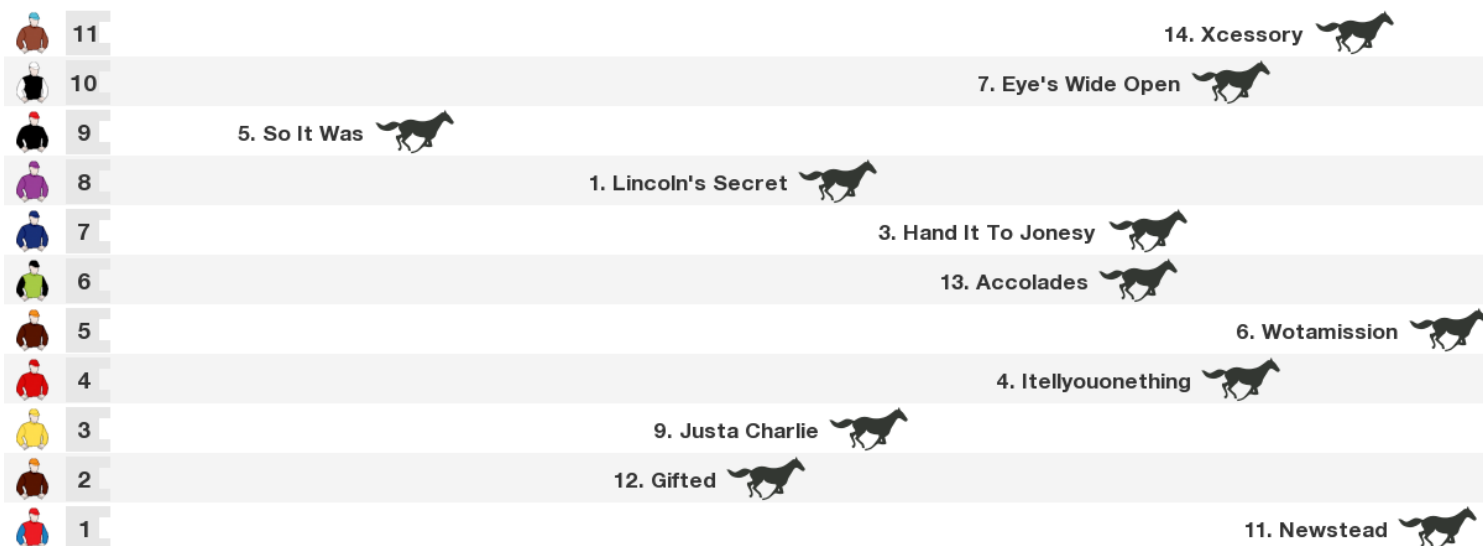 11 14. Xcessory
10 7. Eye's Wide Open
9 5. So It Was
8 1. Lincoln's Secret
7 3. Hand It To Jonesy
6 13. Accolades
5 6. Wotamission
4 4. Itellyouonething
3 9. Justa Charlie
2 12. Gifted
1 11. Newstead